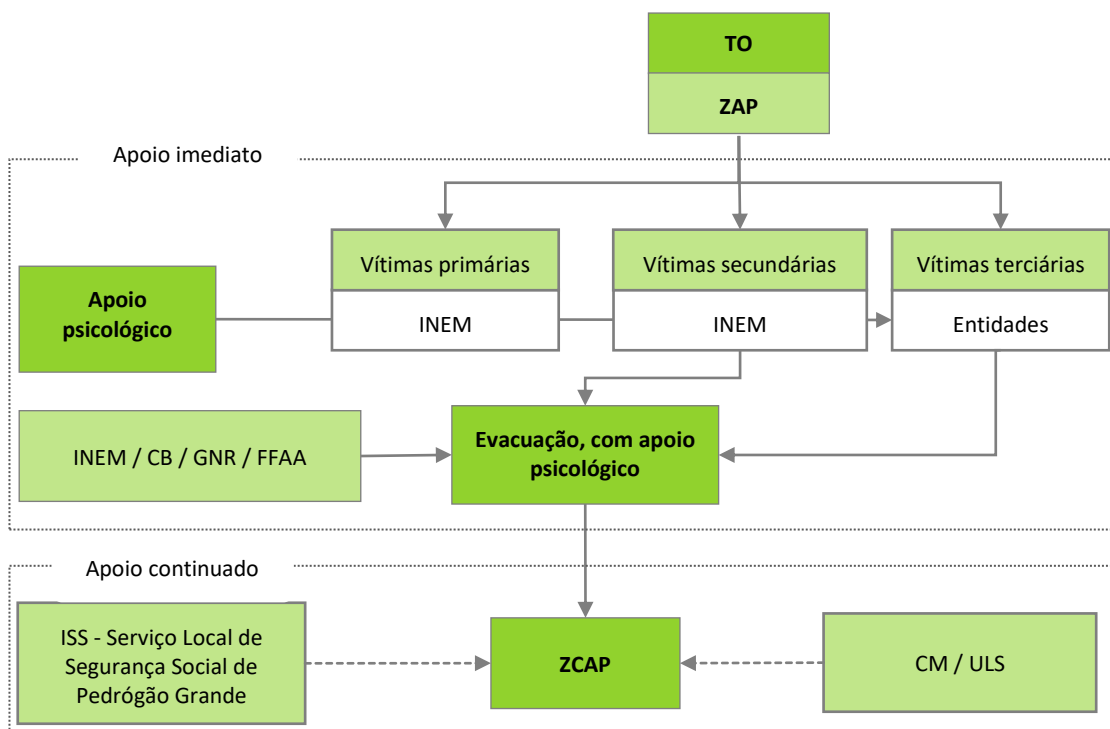 TO
ZAP
Apoio imediato
Vítimas primárias
Vítimas secundárias
Vítimas terciárias
Apoio
psicológico
INEM
INEM
Entidades
INEM / CB / GNR / FFAA
Evacuação, com apoio
psicológico
Apoio continuado
ISS - Serviço Local de
Segurança Social de
Pedrógão Grande
ZCAP
CM / ULS